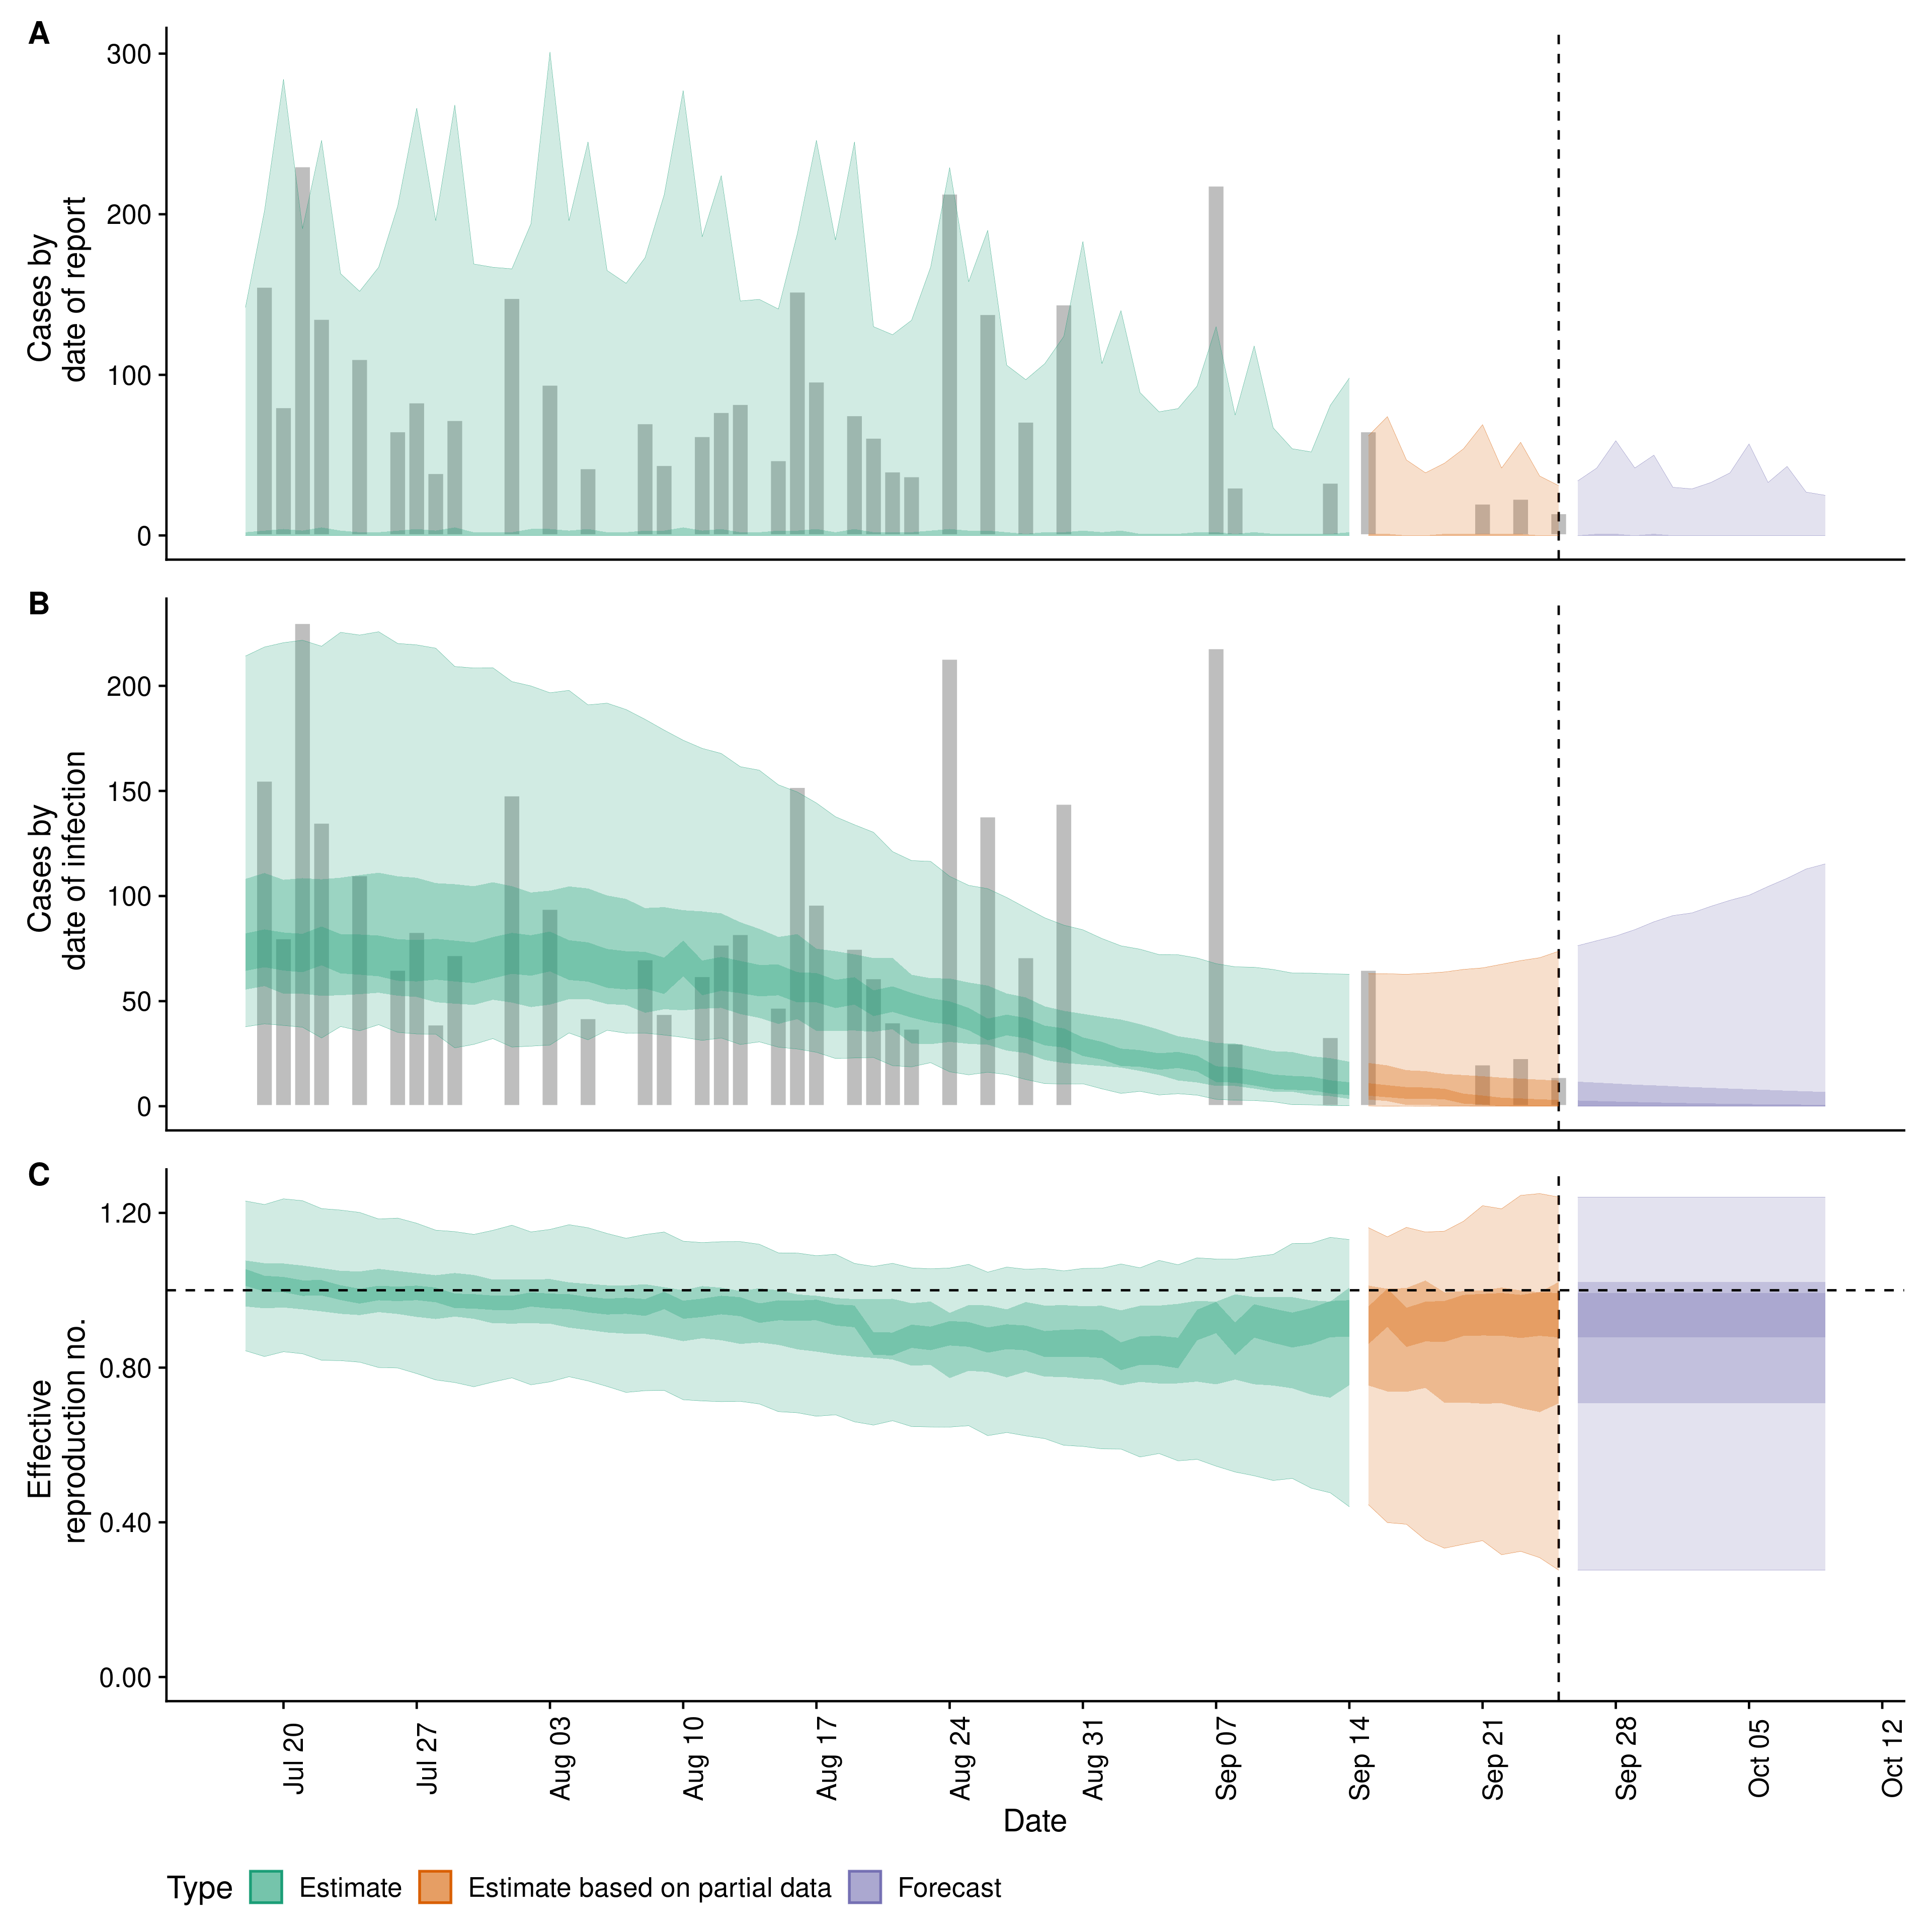 A
300
200
100
0
Cases by
date of report
B
200
150
100
50
0
Cases by
date of infection
C
1.20
0.80
0.40
0.00
Effective
reproduction no.
Jul 20
Jul 27
Aug 03
Aug 10
Aug 17
Aug 24
Aug 31
Sep 07
Sep 14
Sep 21
Sep 28
Oct 05
Oct 12
Date
Type Estimate Estimate based on partial data Forecast